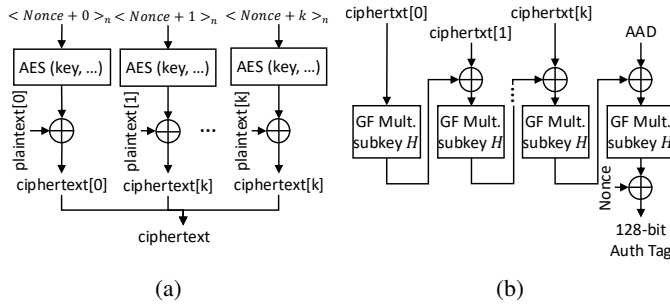 < Nonce + 0 >ₙ < Nonce + 1 >ₙ < Nonce + k >ₙ
AES (key, ...) AES (key, ...) AES (key, ...)
plaintext[0] plaintext[1] plaintext[k]
...
ciphertext[0] ciphertext[k] ciphertext[k]
ciphertext
(a)
ciphertxt[0] ciphertxt[1] ciphertxt[k] AAD
GF Mult.
subkey H
GF Mult.
subkey H
GF Mult.
subkey H
GF Mult.
subkey H
Nonce
128-bit
Auth Tag
(b)